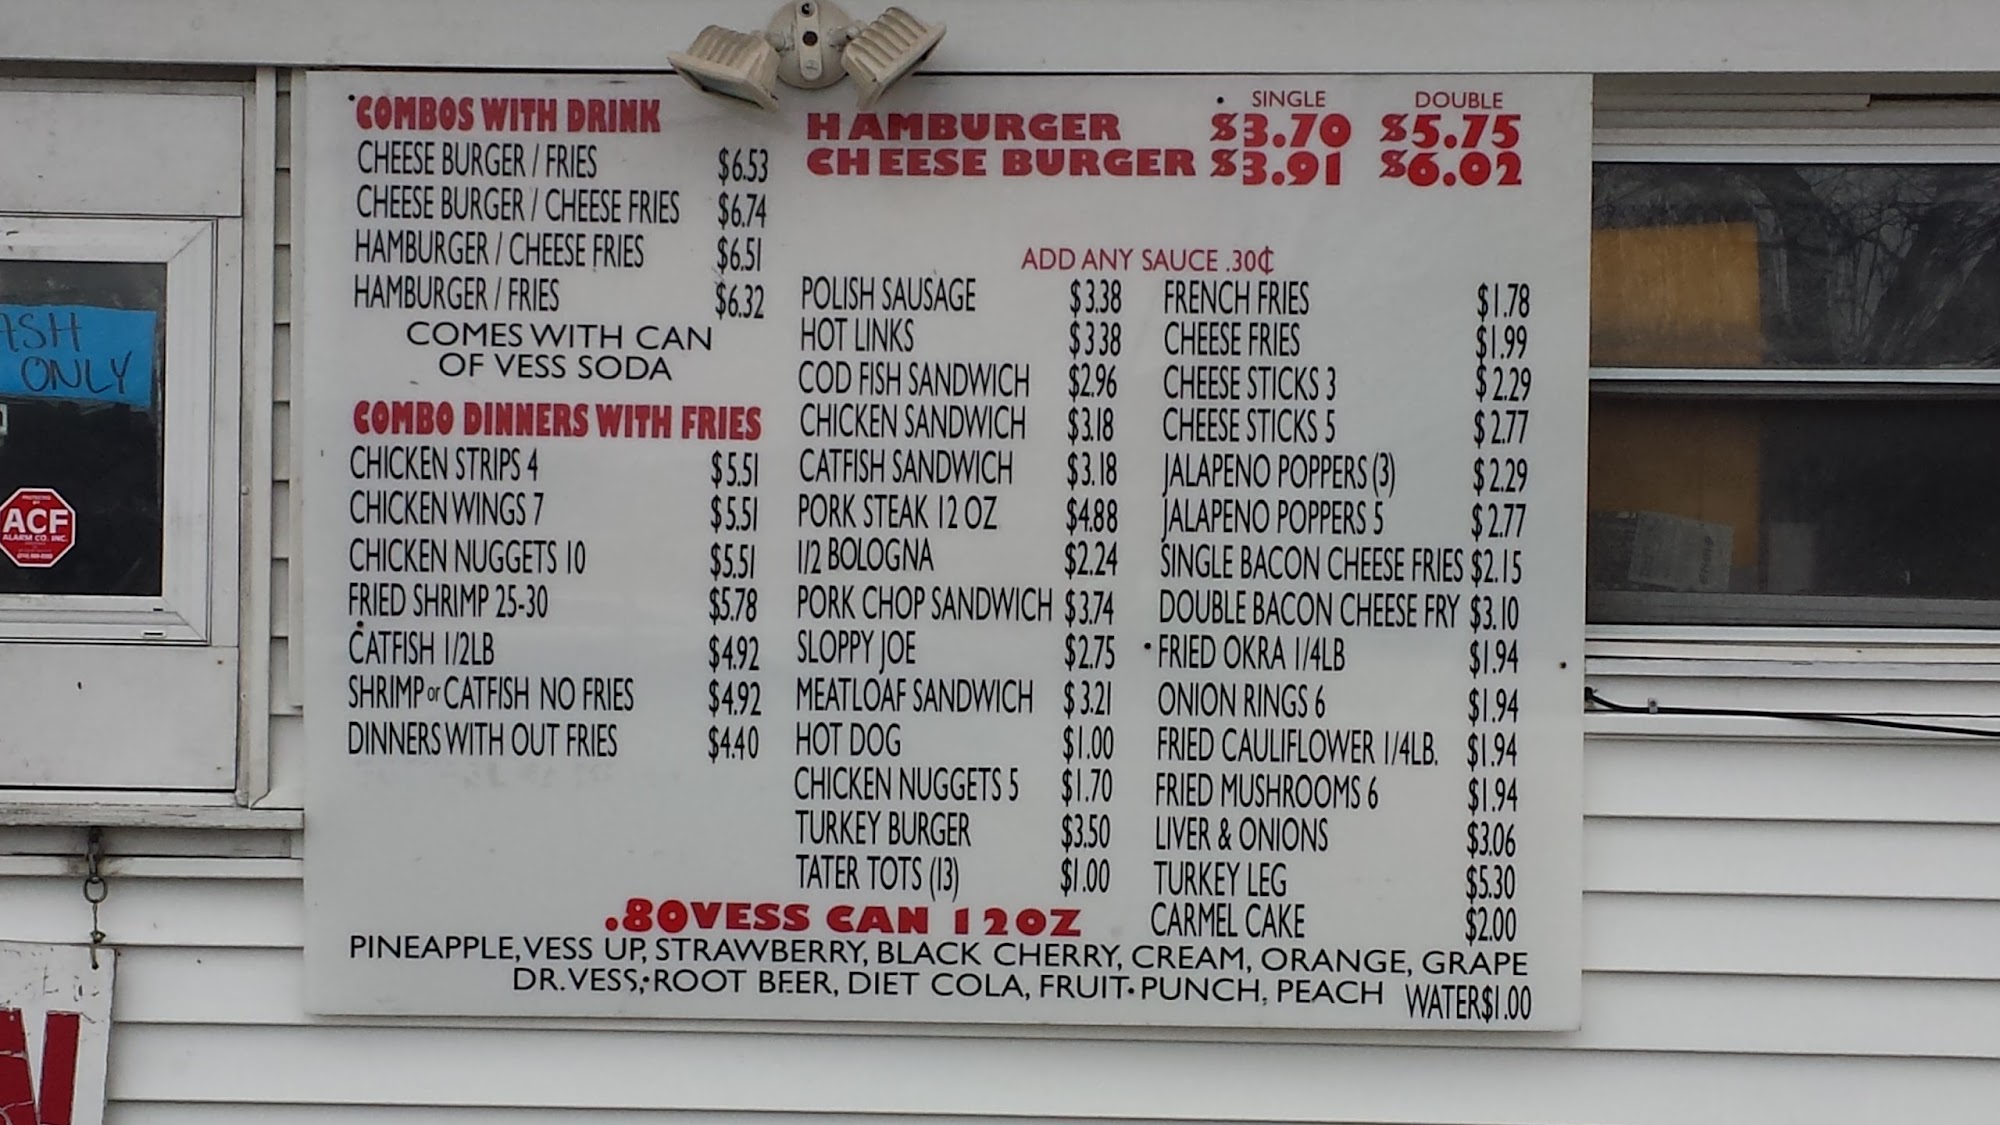 COMBOS WITH DRINK
CHEESE BURGER / FRIES $6.53
CHEESE BURGER / CHEESE FRIES $6.74
HAMBURGER / CHEESE FRIES $6.51
HAMBURGER / FRIES $6.32
COMES WITH CAN
OF VESS SODA
COMBO DINNERS WITH FRIES
CHICKEN STRIPS 4 $5.51
CHICKEN WINGS 7 $5.51
CHICKEN NUGGETS 10 $5.51
FRIED SHRIMP 25-30 $5.78
CATFISH 1/2LB $4.92
SHRIMP or CATFISH NO FRIES $4.92
DINNERS WITH OUT FRIES $4.40
SINGLE DOUBLE
HAMBURGER $3.70 $5.75
CHEESE BURGER $3.91 $6.02
ADD ANY SAUCE .30¢
POLISH SAUSAGE $3.38
HOT LINKS $3.38
COD FISH SANDWICH $2.96
CHICKEN SANDWICH $3.18
CATFISH SANDWICH $3.18
PORK STEAK 12 OZ $4.88
1/2 BOLOGNA $2.24
PORK CHOP SANDWICH $3.74
SLOPPY JOE $2.75
MEATLOAF SANDWICH $3.21
HOT DOG $1.00
CHICKEN NUGGETS 5 $1.70
TURKEY BURGER $3.50
TATER TOTS (13) $1.00
FRENCH FRIES $1.78
CHEESE FRIES $1.99
CHEESE STICKS 3 $2.29
CHEESE STICKS 5 $2.77
JALAPENO POPPERS (3) $2.29
JALAPENO POPPERS 5 $2.77
SINGLE BACON CHEESE FRIES $2.15
DOUBLE BACON CHEESE FRY $3.10
FRIED OKRA 1/4LB $1.94
ONION RINGS 6 $1.94
FRIED CAULIFLOWER 1/4LB. $1.94
FRIED MUSHROOMS 6 $1.94
LIVER & ONIONS $3.06
TURKEY LEG $5.30
CARMEL CAKE $2.00
.80 VESS CAN 12OZ
PINEAPPLE, VESS UP, STRAWBERRY, BLACK CHERRY, CREAM, ORANGE, GRAPE
DR. VESS, ROOT BEER, DIET COLA, FRUIT PUNCH, PEACH WATER $1.00
ASH
ONLY
PROTECTED
BY
ACF
ALARM CO. INC.